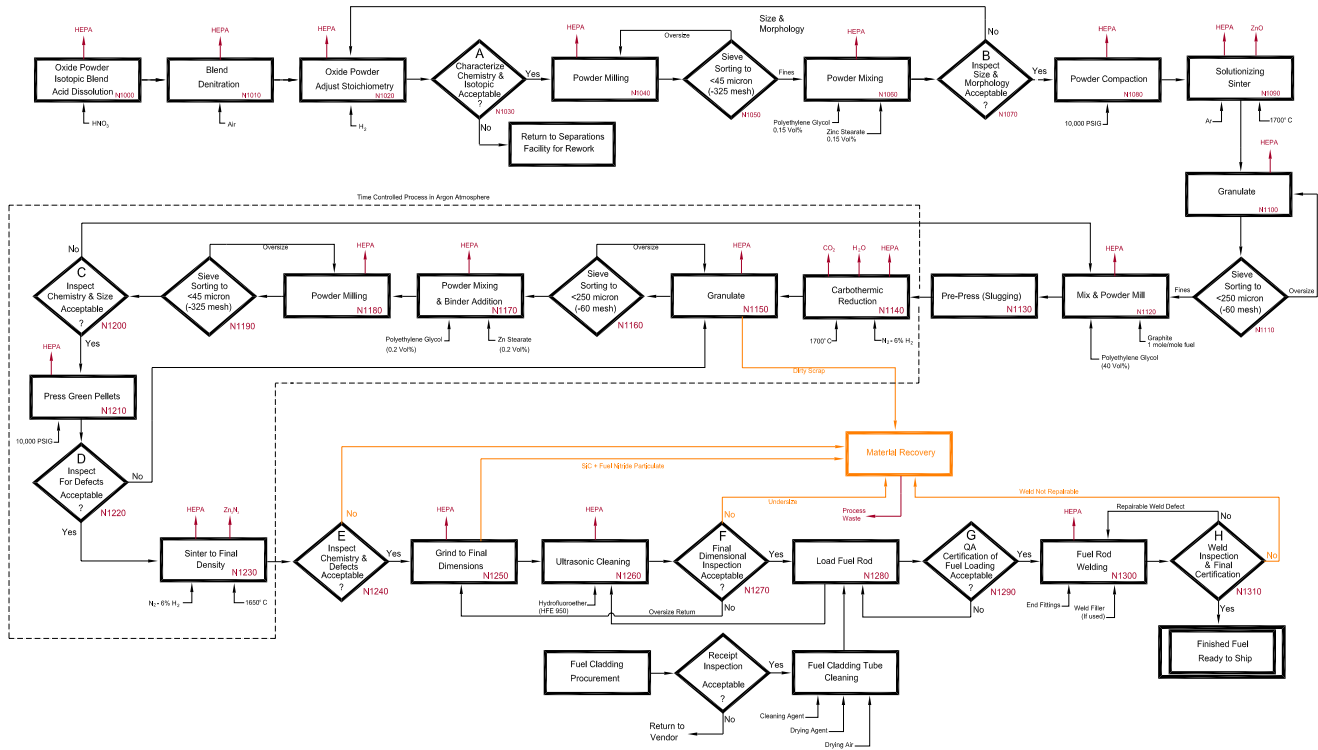 HEPA
Oxide Powder
Isotopic Blend
Acid Dissolution
N1000
HNO3
HEPA
Blend
Denitration
N1010
Air
HEPA
Oxide Powder
Adjust Stoichiometry
N1020
H2
A
Characterize
Chemistry &
Isotopic
Acceptable
?
N1030
Yes
No
Return to Separations
Facility for Rework
HEPA
Powder Milling
N1040
Oversize
Sieve
Sorting to
<45 micron
(-325 mesh)
N1050
Fines
Size &
Morphology
HEPA
Powder Mixing
N1060
Polyethylene Glycol
0.15 Vol%
Zinc Stearate
0.15 Vol%
No
B
Inspect
Size &
Morphology
Acceptable
?
N1070
Yes
HEPA
Powder Compaction
N1080
10,000 PSIG
HEPA
ZnO
Solutionizing
Sinter
N1090
Ar
1700° C
HEPA
Granulate
N1100
Sieve
Sorting to
<250 micron
(-60 mesh)
N1110
Oversize
Fines
HEPA
Mix & Powder Mill
N1120
Graphite
1 mole/mole fuel
Polyethylene Glycol
(40 Vol%)
Pre-Press (Slugging)
N1130
Time Controlled Process in Argon Atmosphere
CO2
H2O
HEPA
Carbothermic
Reduction
N1140
1700° C
N2- 6% H2
HEPA
Granulate
N1150
Dirty Scrap
Oversize
Sieve
Sorting to
<250 micron
(-60 mesh)
N1160
HEPA
Powder Mixing
& Binder Addition
N1170
Polyethylene Glycol
(0.2 Vol%)
Zn Stearate
(0.2 Vol%)
HEPA
Powder Milling
N1180
Oversize
Sieve
Sorting to
<45 micron
(-325 mesh)
N1190
No
C
Inspect
Chemistry & Size
Acceptable
?
N1200
Yes
HEPA
Press Green Pellets
N1210
10,000 PSIG
D
Inspect
For Defects
Acceptable
?
N1220
No
Yes
HEPA
Zn3N2
Sinter to Final
Density
N1230
N2- 6% H2
1650° C
No
E
Inspect
Chemistry &
Defects
Acceptable
?
N1240
Yes
SiC + Fuel Nitride Particulate
HEPA
Grind to Final
Dimensions
N1250
HEPA
Ultrasonic Cleaning
N1260
Hydrofluoroether
(HFE 950)
Oversize Return
Undersize
No
F
Final
Dimensional
Inspection
Acceptable
?
N1270
No
Yes
Material Recovery
Process
Waste
Load Fuel Rod
N1280
G
QA
Certification of
Fuel Loading
Acceptable
?
N1290
No
Yes
HEPA
Fuel Rod
Welding
N1300
End Fittings
Weld Filler
(If used)
Weld Not Repairable
Repairable Weld Defect
No
H
Weld
Inspection
& Final
Certification
N1310
No
Yes
Finished Fuel
Ready to Ship
Fuel Cladding
Procurement
Receipt
Inspection
Acceptable
?
Yes
No
Return to
Vendor
Fuel Cladding Tube
Cleaning
Cleaning Agent
Drying Agent
Drying Air